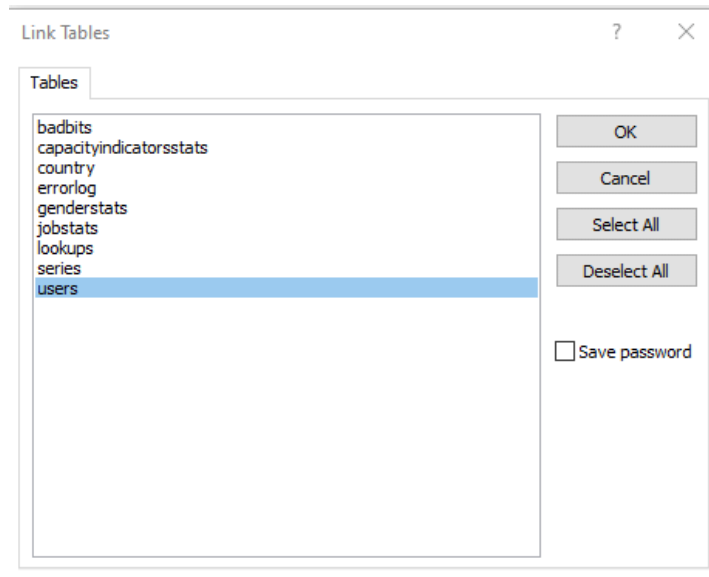 Link Tables
?
Tables
badbits
capacityindicatorsstats
country
errorlog
genderstats
jobstats
lookups
series
users
OK
Cancel
Select All
Deselect All
Save password